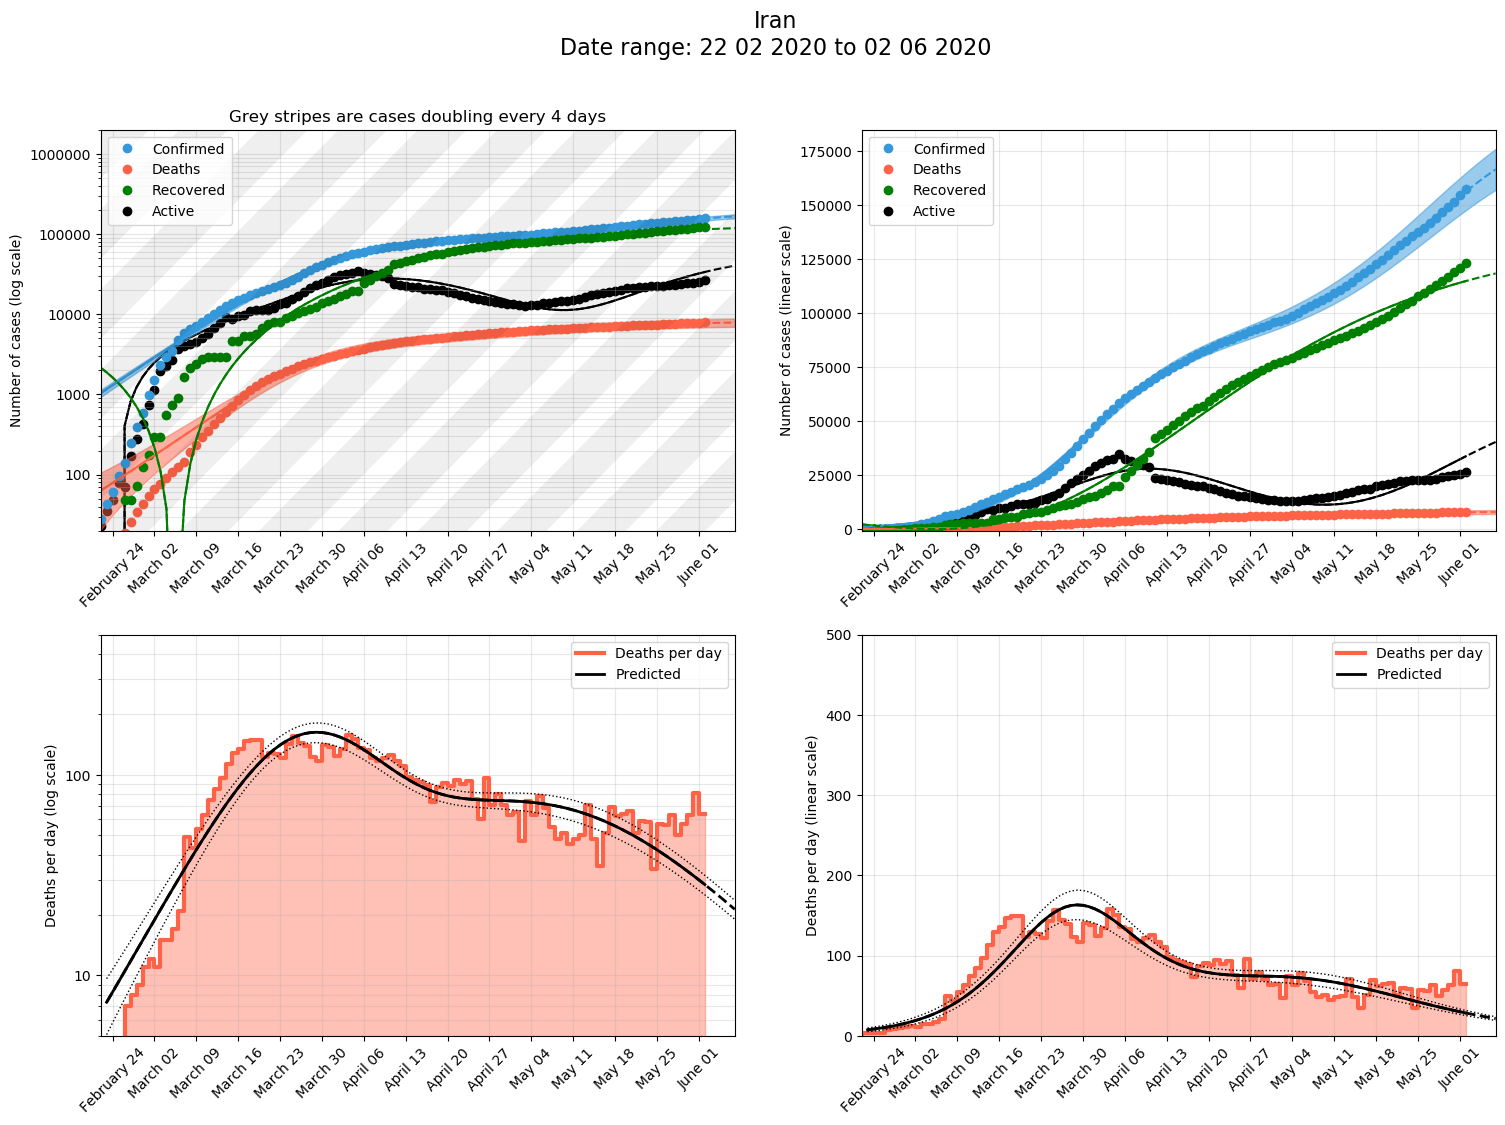 Iran
Date range: 22 02 2020 to 02 06 2020
Grey stripes are cases doubling every 4 days
Number of cases (log scale)
1000000
100000
10000
1000
100
Confirmed
Deaths
Recovered
Active
February 24
March 02
March 09
March 16
March 23
March 30
April 06
April 13
April 20
April 27
May 04
May 11
May 18
May 25
June 01
Number of cases (linear scale)
175000
150000
125000
100000
75000
50000
25000
0
Confirmed
Deaths
Recovered
Active
February 24
March 02
March 09
March 16
March 23
March 30
April 06
April 13
April 20
April 27
May 04
May 11
May 18
May 25
June 01
Deaths per day (log scale)
100
10
Deaths per day
Predicted
February 24
March 02
March 09
March 16
March 23
March 30
April 06
April 13
April 20
April 27
May 04
May 11
May 18
May 25
June 01
Deaths per day (linear scale)
500
400
300
200
100
0
Deaths per day
Predicted
February 24
March 02
March 09
March 16
March 23
March 30
April 06
April 13
April 20
April 27
May 04
May 11
May 18
May 25
June 01